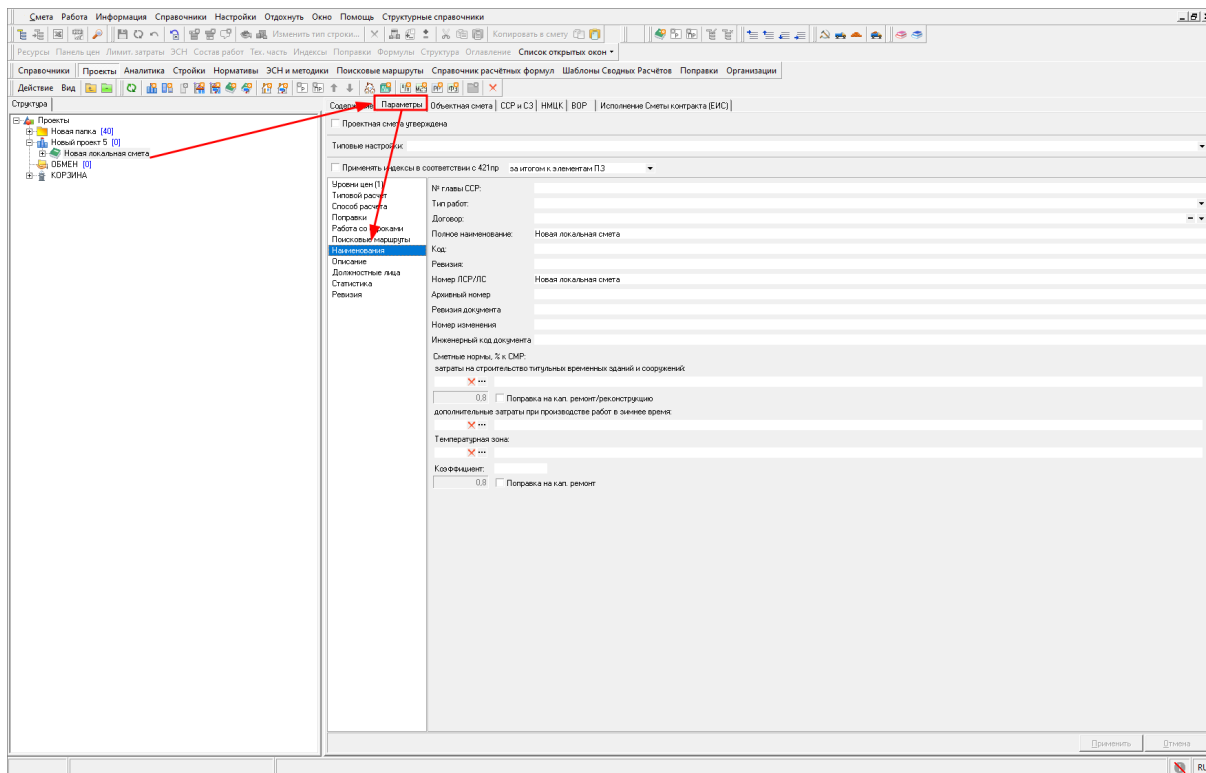 Смета Работа Информация Справочники Настройки Отдохнуть Окно Помощь Структурные справочники
Изменить тип строки... Копировать в смету
Ресурсы Панель цен Лимит. затраты ЭСН Состав работ Тех. часть Индексы Поправки Формулы Структура Оглавление Список открытых окон
Справочники Проекты Аналитика Стройки Нормативы ЭСН и методики Поисковые маршруты Справочник расчётных формул Шаблоны Сводных Расчётов Поправки Организации
Действие Вид
Структура
Проекты
Новая папка [40]
Новый проект 5 [0]
Новая локальная смета
ОБМЕН [0]
КОРЗИНА
Параметры Объектная смета ССР и СЗ НМЦК ВОР Исполнение Сметы контракта (ЕИС)
Проектная смета утверждена
Типовые настройки:
Применять индексы в соответствии с 421пр за итогом к элементам ПЗ
Уровни цен (1)
Типовой расчет
Способ расчета
Поправки
Работа со
Поисковые маршруты
Наименования
Описание
Должностные лица
Статистика
Ревизия
№ главы ССР:
Тип работ:
Договор:
Полное наименование: Новая локальная смета
Код:
Ревизия:
Номер ЛСР/ЛС Новая локальная смета
Архивный номер
Ревизия документа
Номер изменения
Инженерный код документа
Сметные нормы, % к СМР:
затраты на строительство титульных временных зданий и сооружений:
0,8 Поправка на кап. ремонт/реконструкцию
дополнительные затраты при производстве работ в зимнее время:
Температурная зона:
Коэффициент:
0,8 Поправка на кап. ремонт
Применить Отмена
RU